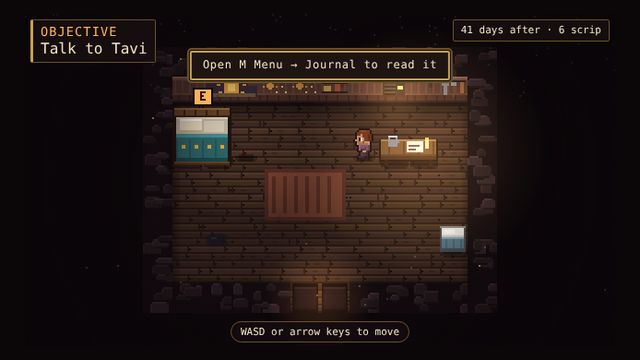 OBJECTIVE
Talk to Tavi
41 days after · 6 scrip
Open M Menu → Journal to read it
E
WASD or arrow keys to move